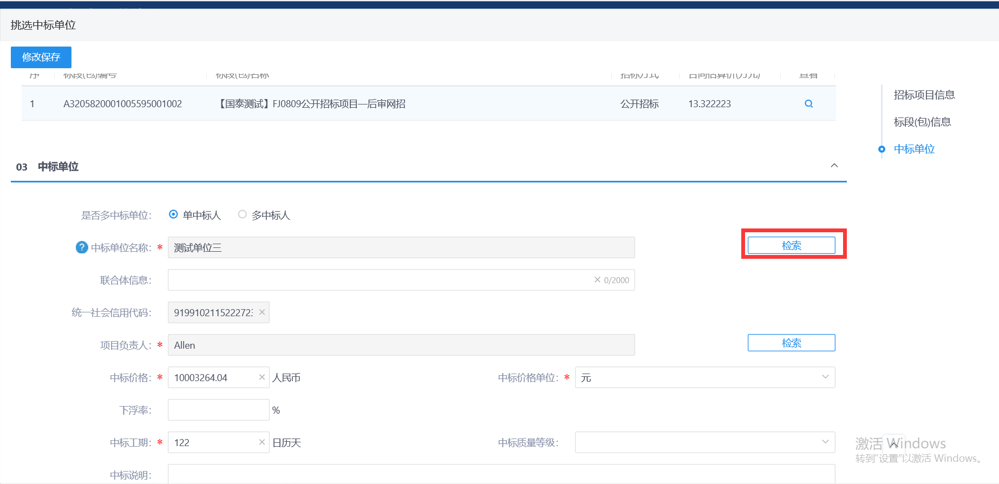 挑选中标单位
修改保存
序 标段(包)编号 标段(包)名称 招标方式 合同估算价(万元) 查看
1 A3205820001005595001002 【国泰测试】FJ0809公开招标项目—后审网招 公开招标 13.322223
招标项目信息
标段(包)信息
中标单位
03 中标单位
是否多中标单位: 单中标人 多中标人
? 中标单位名称: * 测试单位三 检索
联合体信息: × 0/2000
统一社会信用代码: 91991021152227 ×
项目负责人: * Allen 检索
中标价格: * 10003264.04 × 人民币 中标价格单位: * 元
下浮率: %
中标工期: * 122 × 日历天 中标质量等级:
中标说明:
激活 Windows
转到“设置”以激活 Windows。